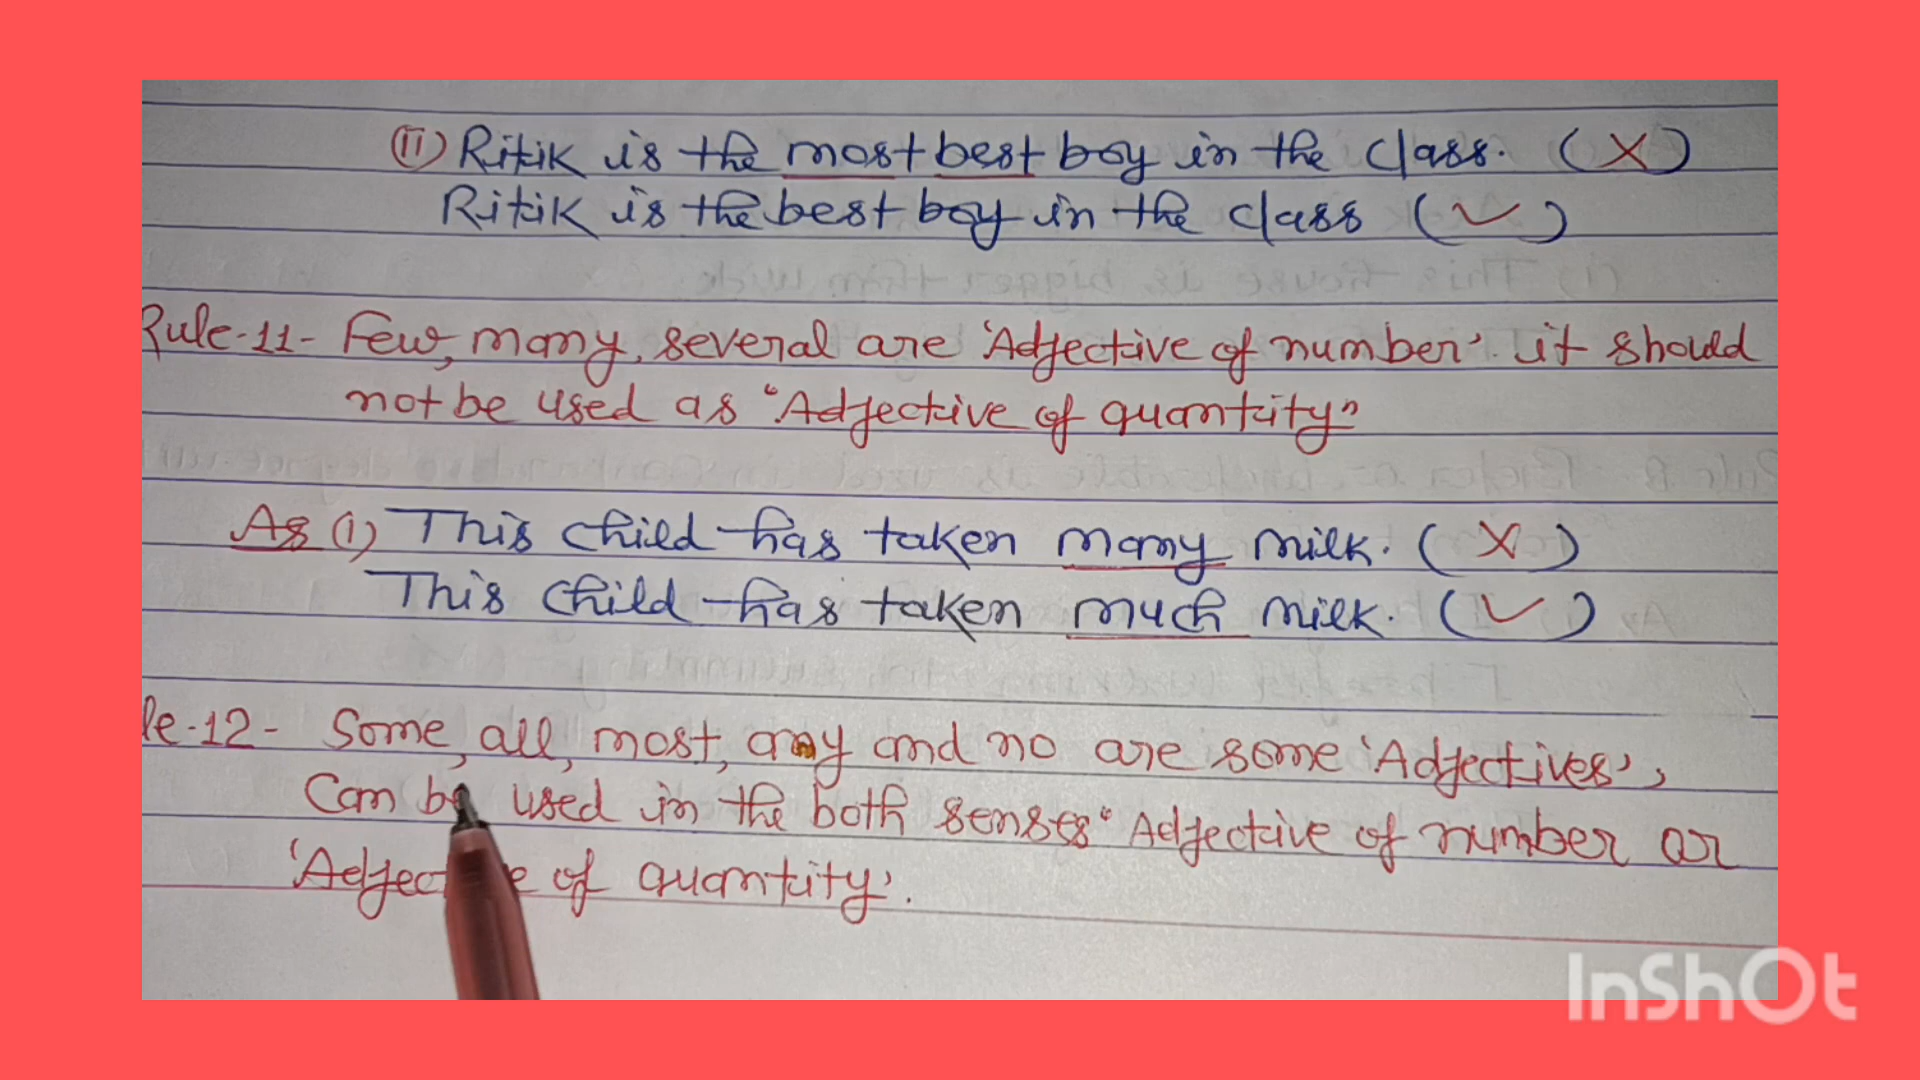 (ii) Ritik is the most best boy in the class. (X)
Ritik is the best boy in the class (✓)
Rule-11- Few, many, several are 'Adjective of number'. it should
not be used as "Adjective of quantity"
As (i) This child has taken many milk. (X)
This child has taken much milk. (✓)
le-12- Some, all, most, any and no are some 'Adjectives',
Can be used in the both senses "Adjective of number or
'Adjective of quantity'.
InShOt